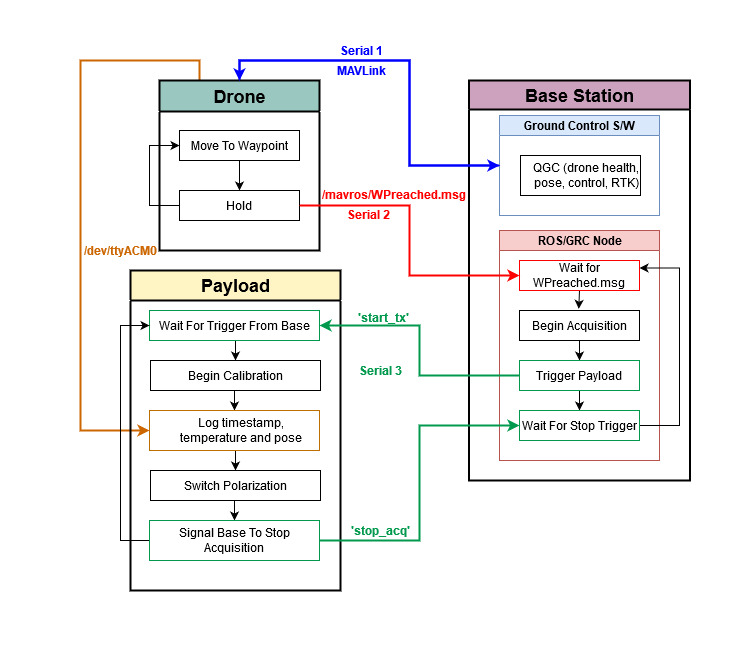 Serial 1
MAVLink
Drone
Move To Waypoint
Hold
/mavros/WPreached.msg
Serial 2
/dev/ttyACM0
Base Station
Ground Control S/W
QGC (drone health,
pose, control, RTK)
ROS/GRC Node
Wait for
WPreached.msg
Begin Acquisition
Trigger Payload
Wait For Stop Trigger
'start_tx'
Serial 3
'stop_acq'
Payload
Wait For Trigger From Base
Begin Calibration
Log timestamp,
temperature and pose
Switch Polarization
Signal Base To Stop
Acquisition